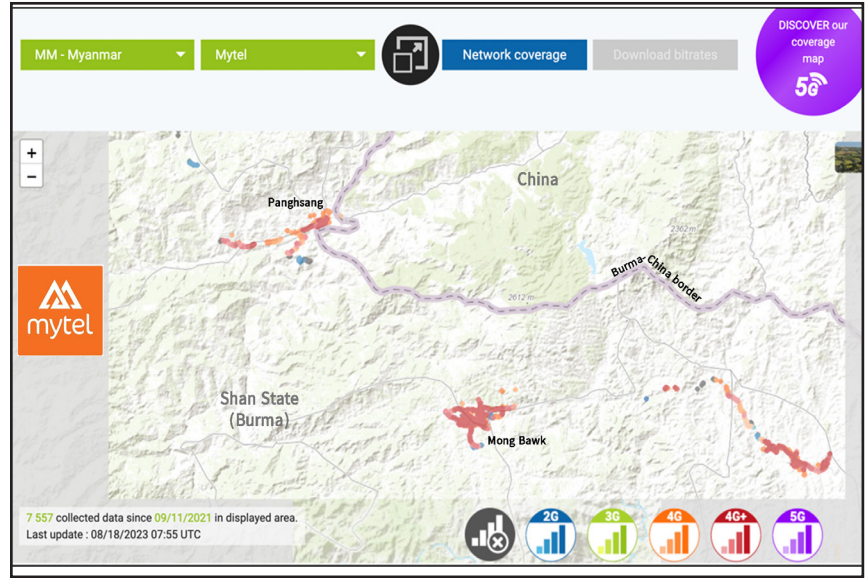 MM - Myanmar
Mytel
Network coverage
Download bitrates
DISCOVER our
coverage
map
5G
+
−
China
Panghsang
2362 m
Burma-China border
2612 m
mytel
Shan State
(Burma)
Mong Bawk
7 557 collected data since 09/11/2021 in displayed area.
Last update : 08/18/2023 07:55 UTC
2G
3G
4G
4G+
5G